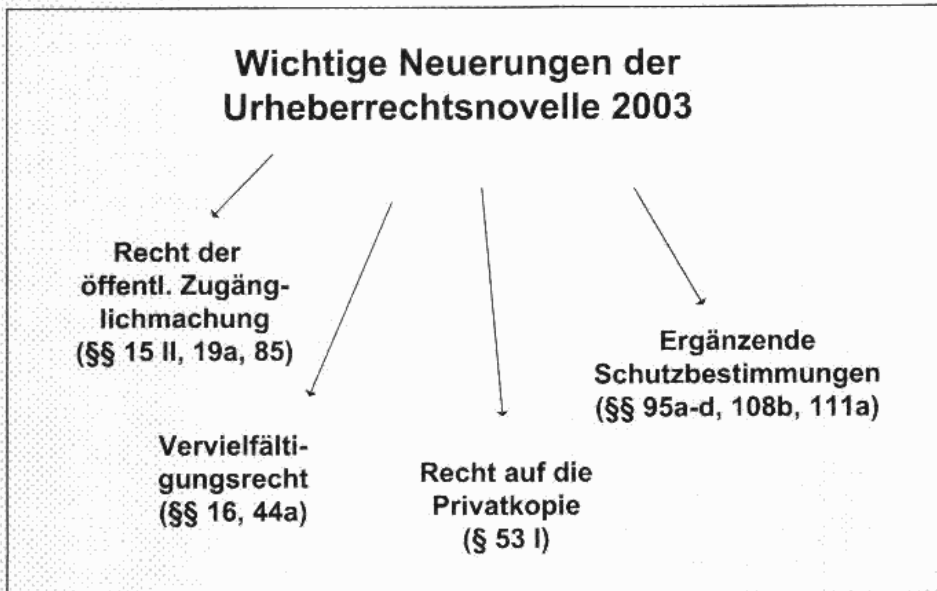 Wichtige Neuerungen der
Urheberrechtsnovelle 2003
Recht der
öffentl. Zugäng-
lichmachung
(§§ 15 II, 19a, 85)
Vervielfälti-
gungsrecht
(§§ 16, 44a)
Recht auf die
Privatkopie
(§ 53 I)
Ergänzende
Schutzbestimmungen
(§§ 95a-d, 108b, 111a)